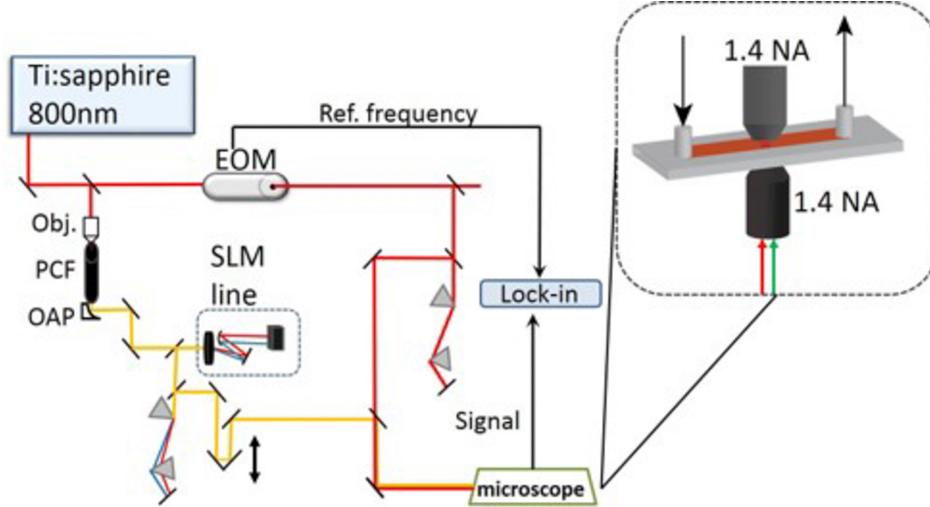 Ti:sapphire
800nm
Ref. frequency
EOM
Obj.
PCF
OAP
SLM
line
Lock-in
Signal
microscope
1.4 NA
1.4 NA